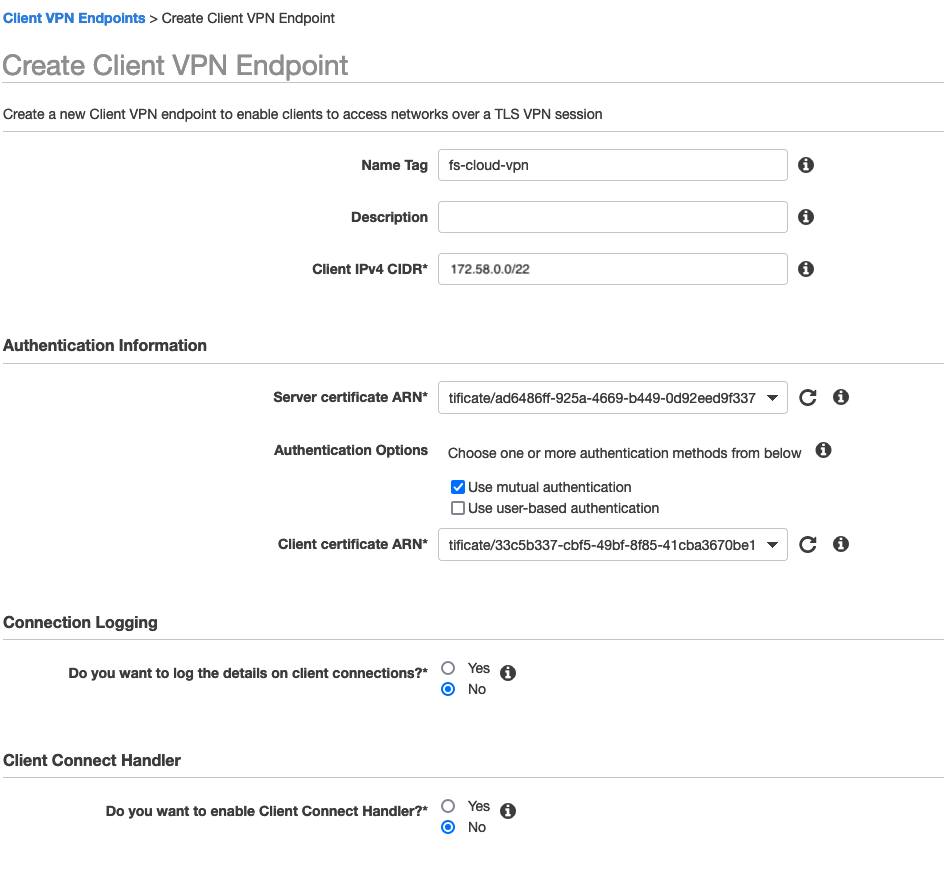 Client VPN Endpoints > Create Client VPN Endpoint
Create Client VPN Endpoint
Create a new Client VPN endpoint to enable clients to access networks over a TLS VPN session
Name Tag fs-cloud-vpn
Description
Client IPv4 CIDR* 172.58.0.0/22
Authentication Information
Server certificate ARN* tificate/ad6486ff-925a-4669-b449-0d92eed9f337
Authentication Options Choose one or more authentication methods from below
Use mutual authentication
Use user-based authentication
Client certificate ARN* tificate/33c5b337-cbf5-49bf-8f85-41cba3670be1
Connection Logging
Do you want to log the details on client connections?* Yes
No
Client Connect Handler
Do you want to enable Client Connect Handler?* Yes
No